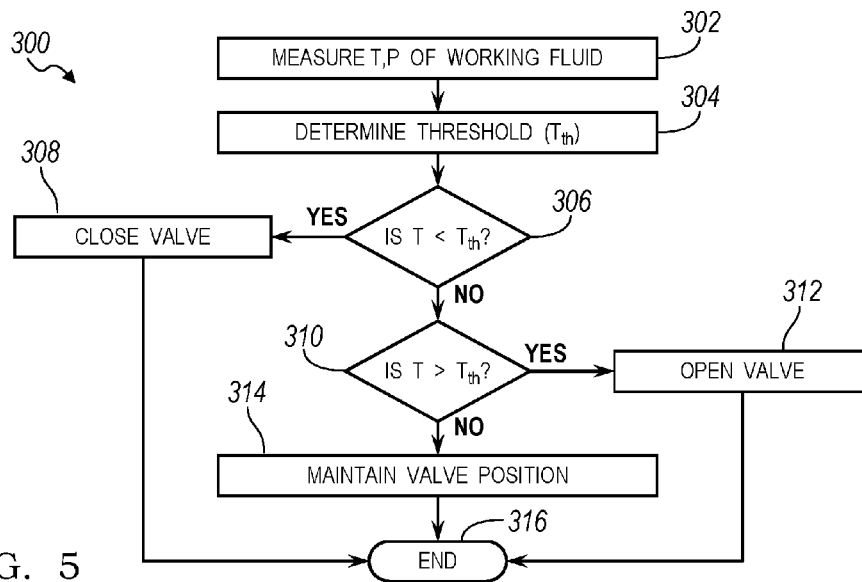 300
MEASURE T,P OF WORKING FLUID
302
DETERMINE THRESHOLD (Tth)
304
308
CLOSE VALVE
YES
IS T < Tth?
306
NO
310
IS T > Tth?
YES
312
OPEN VALVE
NO
314
MAINTAIN VALVE POSITION
316
END
G. 5